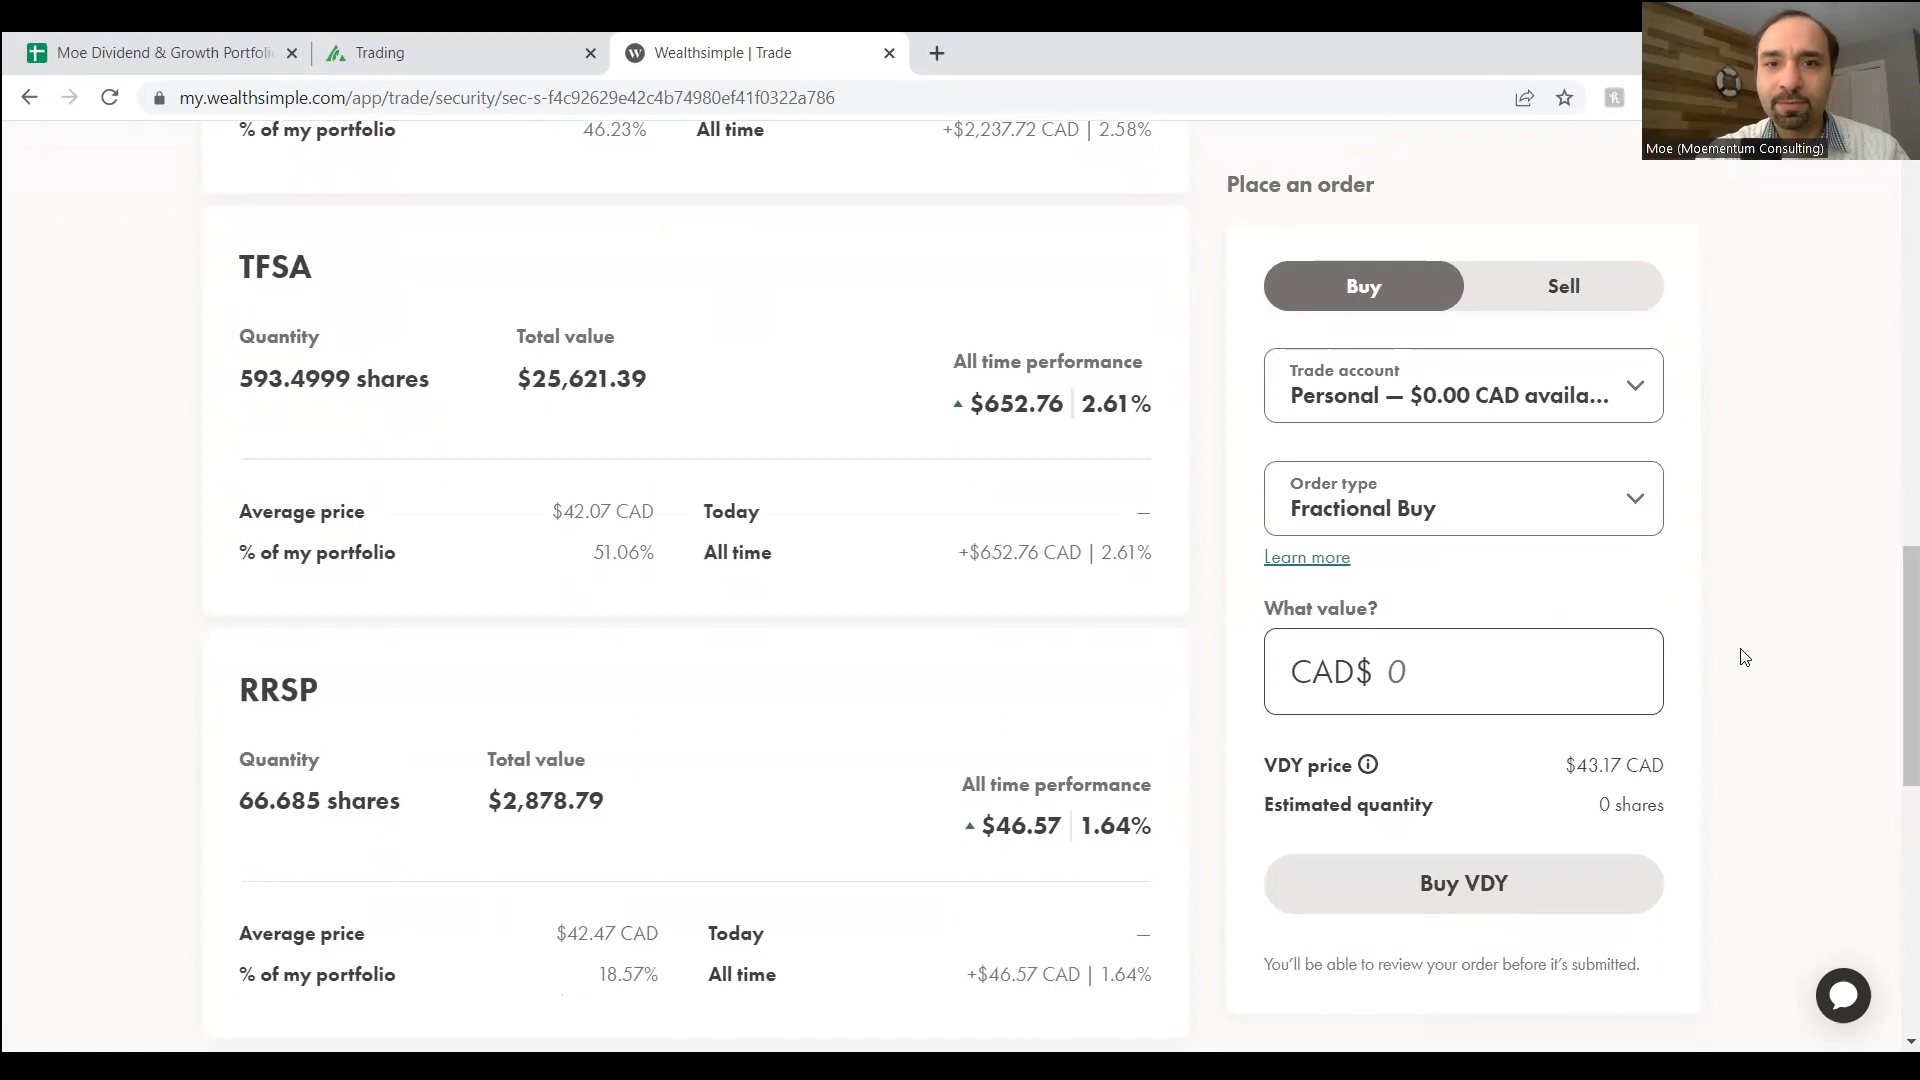 Moe Dividend & Growth Portfoli
Trading
Wealthsimple | Trade
my.wealthsimple.com/app/trade/security/sec-s-f4c92629e42c4b74980ef41f0322a786
Moe (Moementum Consulting)
% of my portfolio 46.23% All time +$2,237.72 CAD | 2.58%
TFSA
Quantity Total value
593.4999 shares $25,621.39
All time performance
$652.76 2.61%
Average price $42.07 CAD Today —
% of my portfolio 51.06% All time +$652.76 CAD | 2.61%
RRSP
Quantity Total value
66.685 shares $2,878.79
All time performance
$46.57 1.64%
Average price $42.47 CAD Today —
% of my portfolio 18.57% All time +$46.57 CAD | 1.64%
Place an order
Buy Sell
Trade account
Personal — $0.00 CAD availa...
Order type
Fractional Buy
Learn more
What value?
CAD$ 0
VDY price $43.17 CAD
Estimated quantity 0 shares
Buy VDY
You'll be able to review your order before it's submitted.